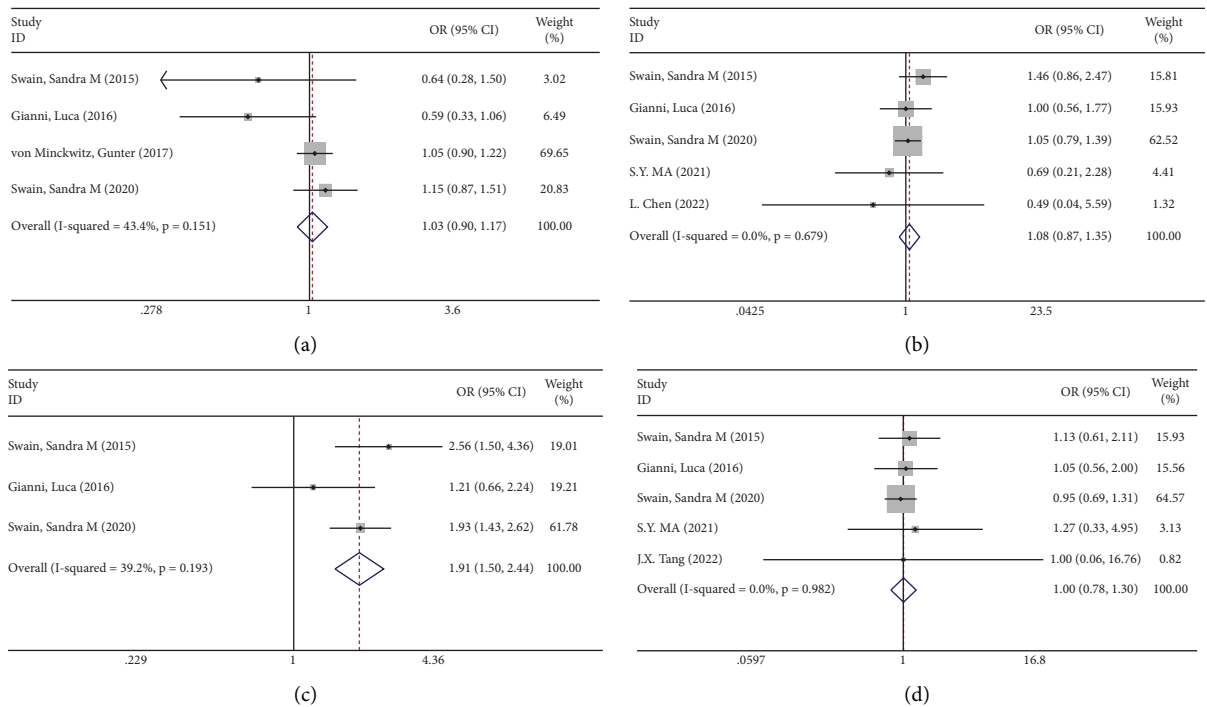 Study ID OR (95% CI) Weight (%)
Swain, Sandra M (2015) 0.64 (0.28, 1.50) 3.02
Gianni, Luca (2016) 0.59 (0.33, 1.06) 6.49
von Minckwitz, Gunter (2017) 1.05 (0.90, 1.22) 69.65
Swain, Sandra M (2020) 1.15 (0.87, 1.51) 20.83
Overall (I-squared = 43.4%, p = 0.151) 1.03 (0.90, 1.17) 100.00
.278 1 3.6
(a)
Study ID OR (95% CI) Weight (%)
Swain, Sandra M (2015) 1.46 (0.86, 2.47) 15.81
Gianni, Luca (2016) 1.00 (0.56, 1.77) 15.93
Swain, Sandra M (2020) 1.05 (0.79, 1.39) 62.52
S.Y. MA (2021) 0.69 (0.21, 2.28) 4.41
L. Chen (2022) 0.49 (0.04, 5.59) 1.32
Overall (I-squared = 0.0%, p = 0.679) 1.08 (0.87, 1.35) 100.00
.0425 1 23.5
(b)
Study ID OR (95% CI) Weight (%)
Swain, Sandra M (2015) 2.56 (1.50, 4.36) 19.01
Gianni, Luca (2016) 1.21 (0.66, 2.24) 19.21
Swain, Sandra M (2020) 1.93 (1.43, 2.62) 61.78
Overall (I-squared = 39.2%, p = 0.193) 1.91 (1.50, 2.44) 100.00
.229 1 4.36
(c)
Study ID OR (95% CI) Weight (%)
Swain, Sandra M (2015) 1.13 (0.61, 2.11) 15.93
Gianni, Luca (2016) 1.05 (0.56, 2.00) 15.56
Swain, Sandra M (2020) 0.95 (0.69, 1.31) 64.57
S.Y. MA (2021) 1.27 (0.33, 4.95) 3.13
J.X. Tang (2022) 1.00 (0.06, 16.76) 0.82
Overall (I-squared = 0.0%, p = 0.982) 1.00 (0.78, 1.30) 100.00
.0597 1 16.8
(d)